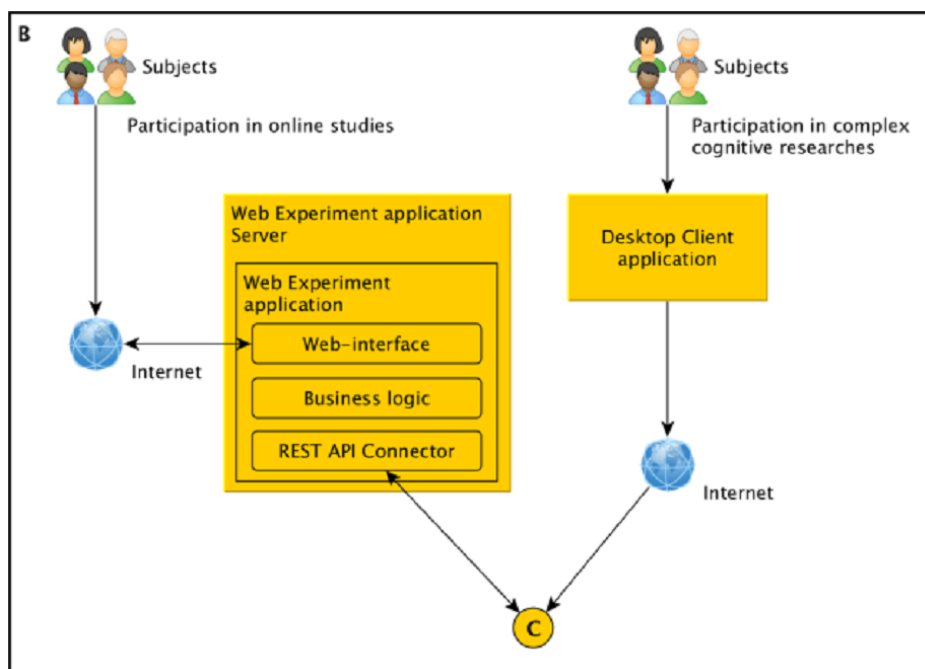 B
Subjects
Participation in online studies
Subjects
Participation in complex
cognitive researches
Web Experiment application
Server
Web Experiment
application
Web-interface
Business logic
REST API Connector
Internet
Desktop Client
application
Internet
C